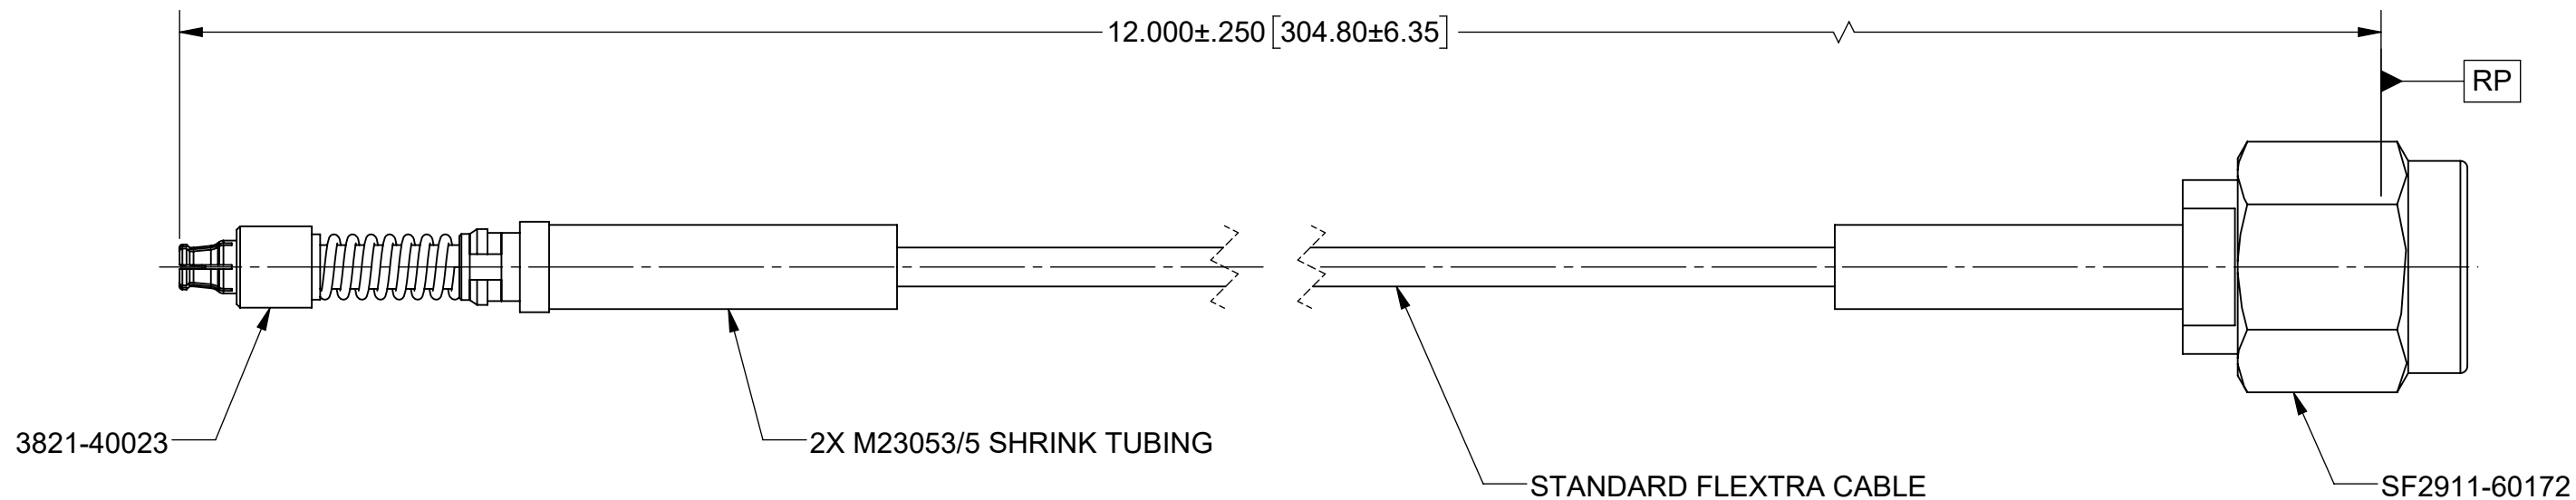 12.000±.250 [304.80±6.35]
RP
3821-40023
2X M23053/5 SHRINK TUBING
STANDARD FLEXTRA CABLE
SF2911-60172